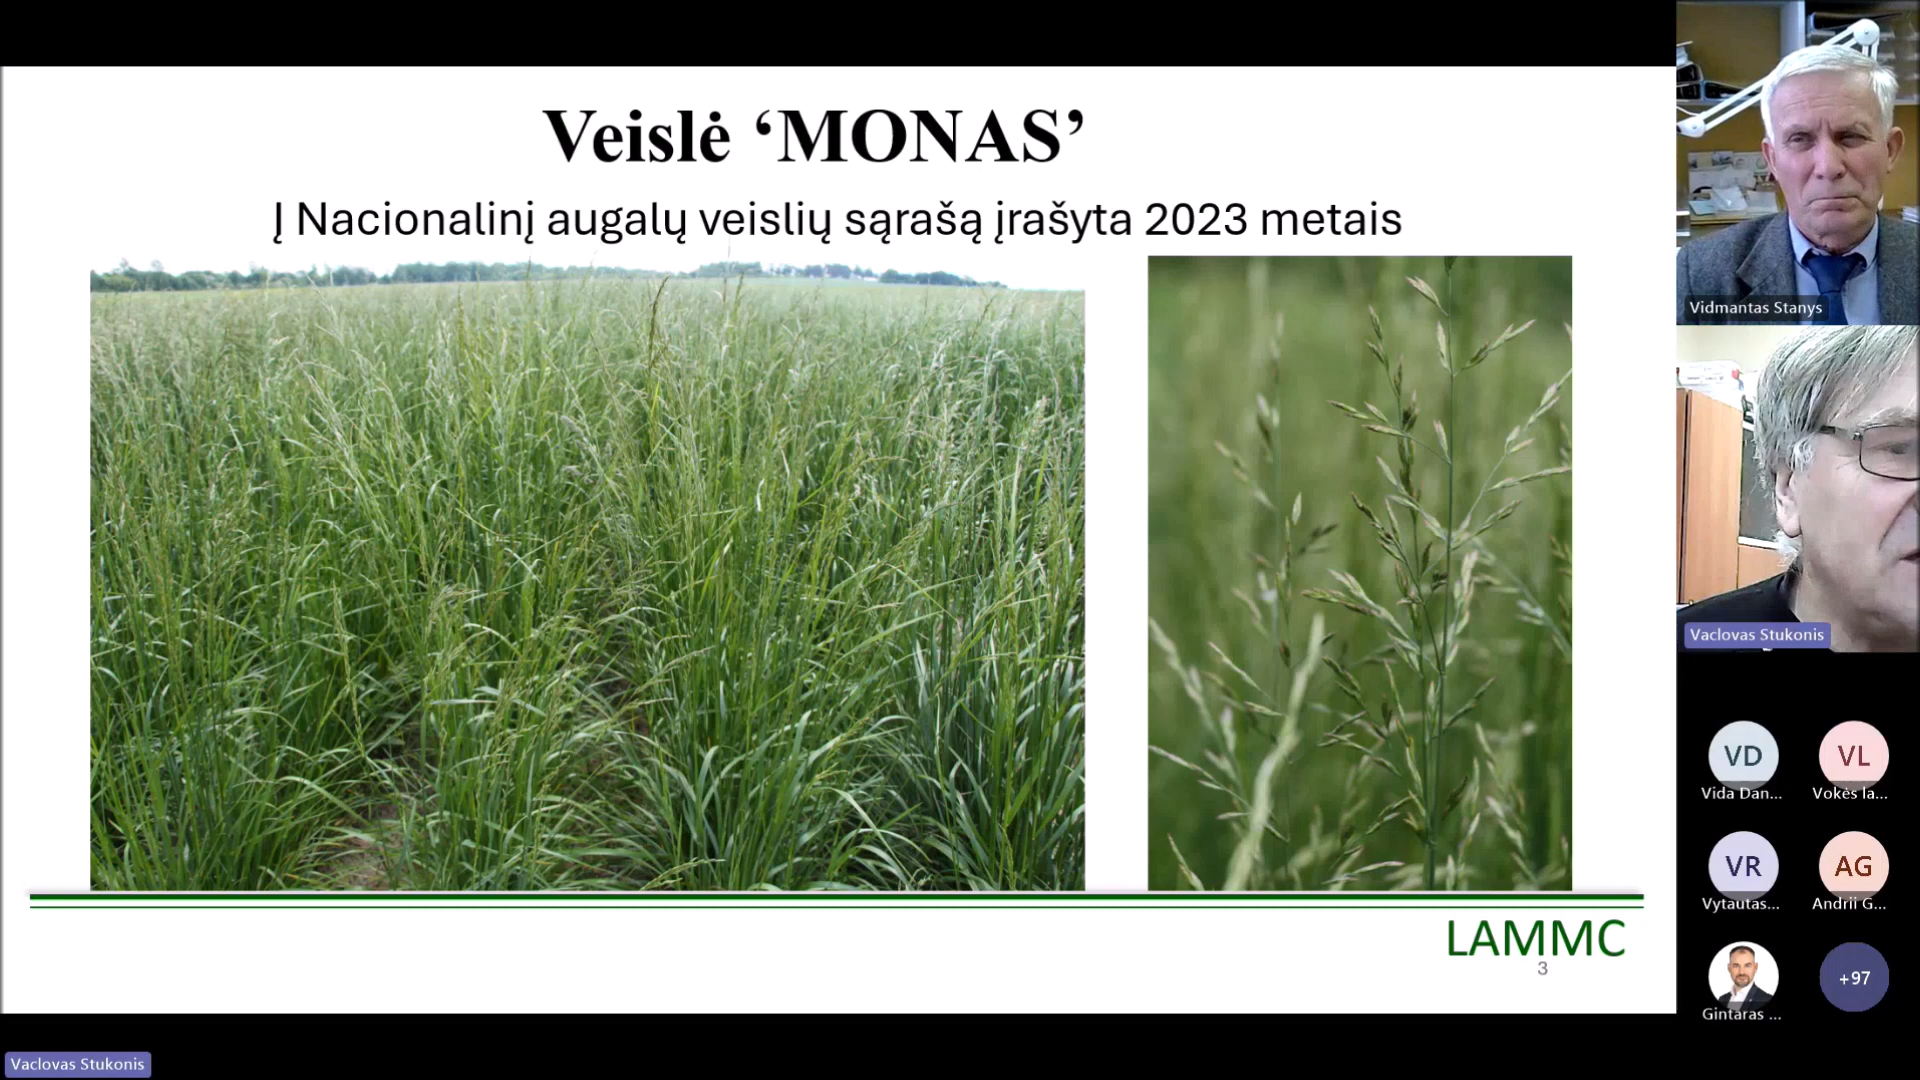 Veislė ‘MONAS’
Į Nacionalinį augalų veislių sąrašą įrašyta 2023 metais
LAMMC
3
Vidmantas Stanys
Vaclovas Stukonis
VD
Vida Dan...
VL
Vokės la...
VR
Vytautas...
AG
Andrii G...
Gintaras ...
+97
Vaclovas Stukonis